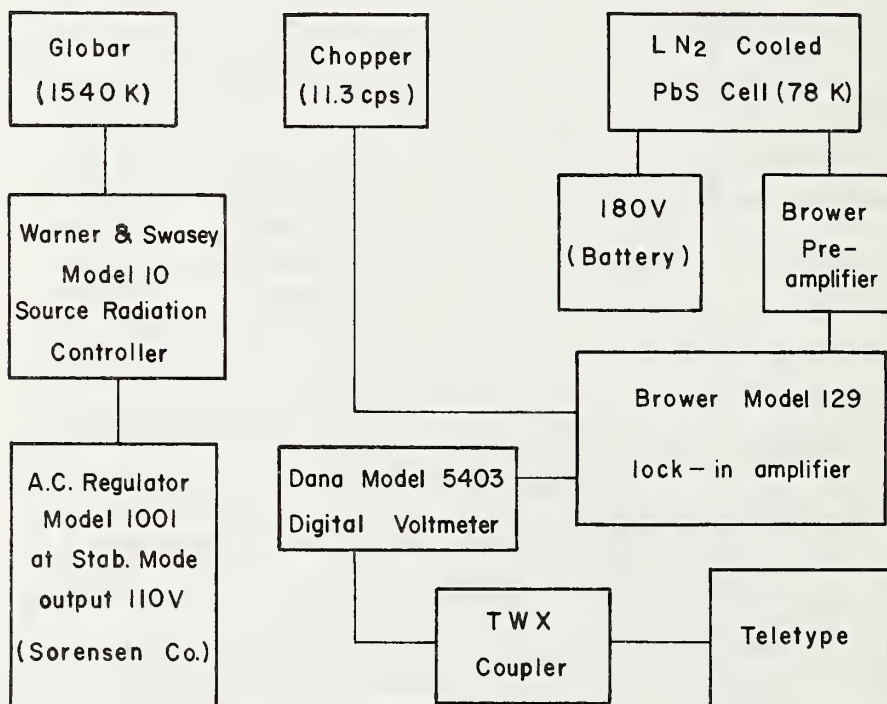 Globar
(1540 K)
Chopper
(11.3 cps)
LN2 Cooled
PbS Cell (78 K)
Warner & Swasey
Model 10
Source Radiation
Controller
180V
(Battery)
Brower
Pre-
amplifier
Brower Model 129
lock-in amplifier
A.C. Regulator
Model 1001
at Stab. Mode
output 110V
(Sorensen Co.)
Dana Model 5403
Digital Voltmeter
TWX
Coupler
Teletype